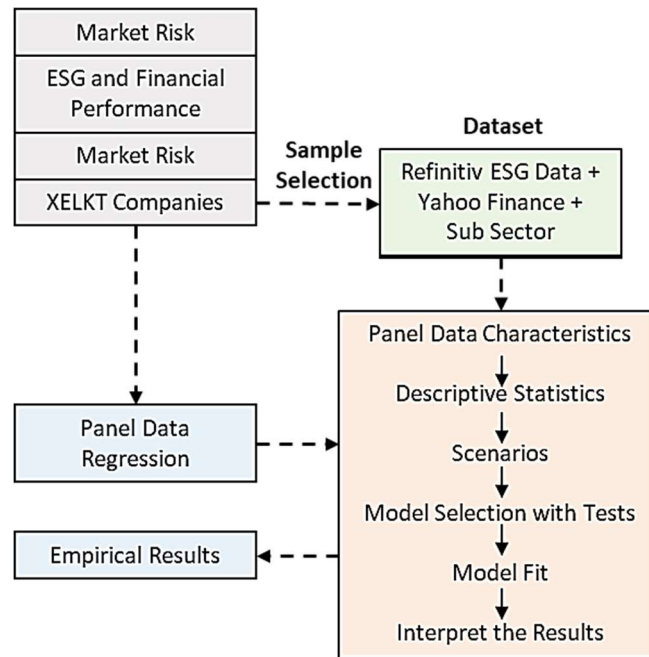 Market Risk
ESG and Financial
Performance
Market Risk
XELKT Companies
Sample
Selection
Dataset
Refinitiv ESG Data +
Yahoo Finance +
Sub Sector
Panel Data Characteristics
Descriptive Statistics
Scenarios
Model Selection with Tests
Model Fit
Interpret the Results
Panel Data
Regression
Empirical Results